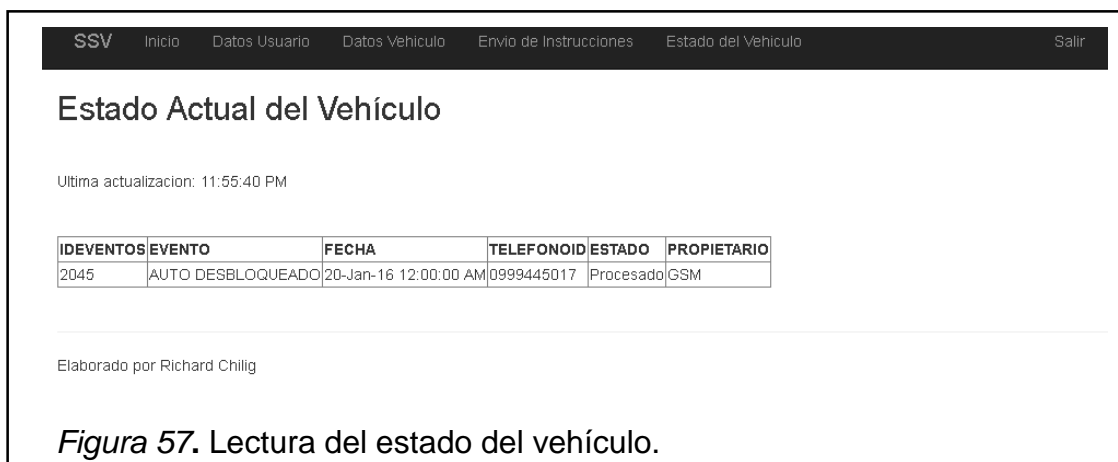 SSV Inicio Datos Usuario Datos Vehiculo Envio de Instrucciones Estado del Vehiculo Salir
Estado Actual del Vehículo
Ultima actualizacion: 11:55:40 PM
IDEVENTOS EVENTO FECHA TELEFONOID ESTADO PROPIETARIO
2045 AUTO DESBLOQUEADO 20-Jan-16 12:00:00 AM 0999445017 Procesado GSM
Elaborado por Richard Chilig
Figura 57. Lectura del estado del vehículo.